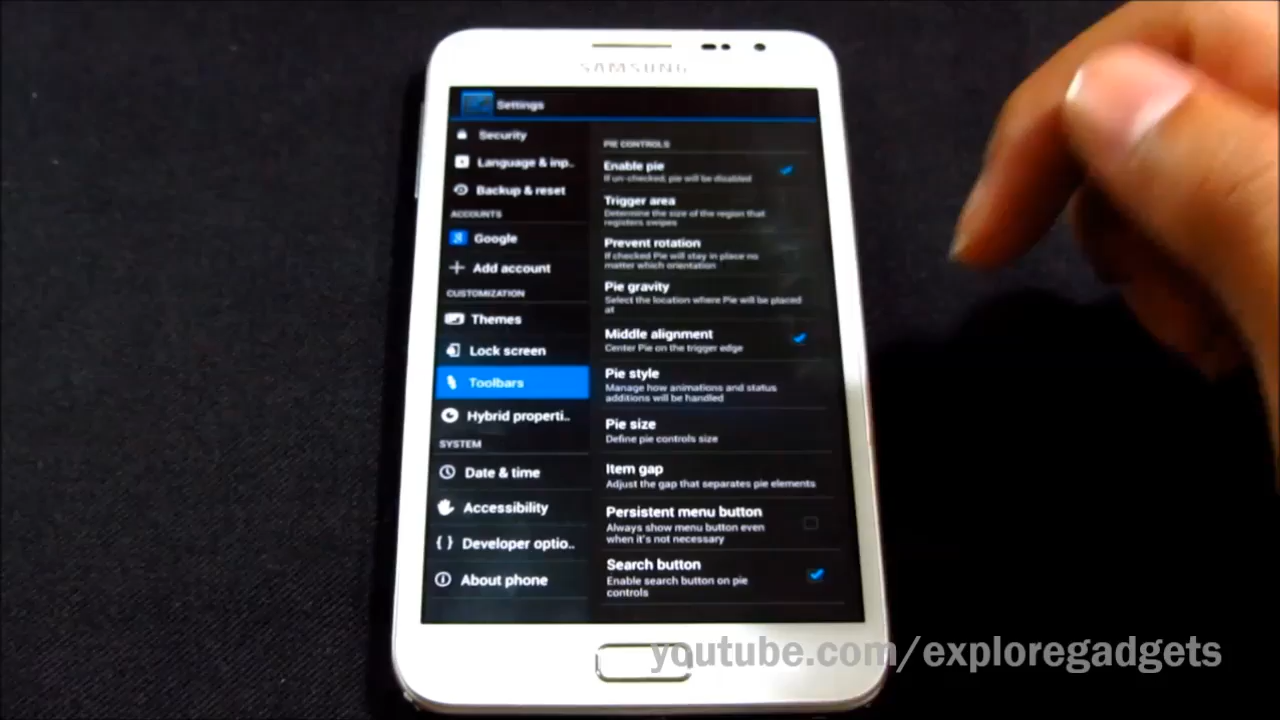 SAMSUNG
Settings
Security
Language & inp..
Backup & reset
ACCOUNTS
Google
Add account
CUSTOMIZATION
Themes
Lock screen
Toolbars
Hybrid properti..
SYSTEM
Date & time
Accessibility
Developer optio..
About phone
PIE CONTROLS
Enable pie
If un-checked, pie will be disabled
Trigger area
Determine the size of the region that
registers swipes
Prevent rotation
If checked Pie will stay in place no
matter which orientation
Pie gravity
Select the location where Pie will be placed
at
Middle alignment
Center Pie on the trigger edge
Pie style
Manage how animations and status
additions will be handled
Pie size
Define pie controls size
Item gap
Adjust the gap that separates pie elements
Persistent menu button
Always show menu button even
when it's not necessary
Search button
Enable search button on pie
controls
youtube.com/exploregadgets